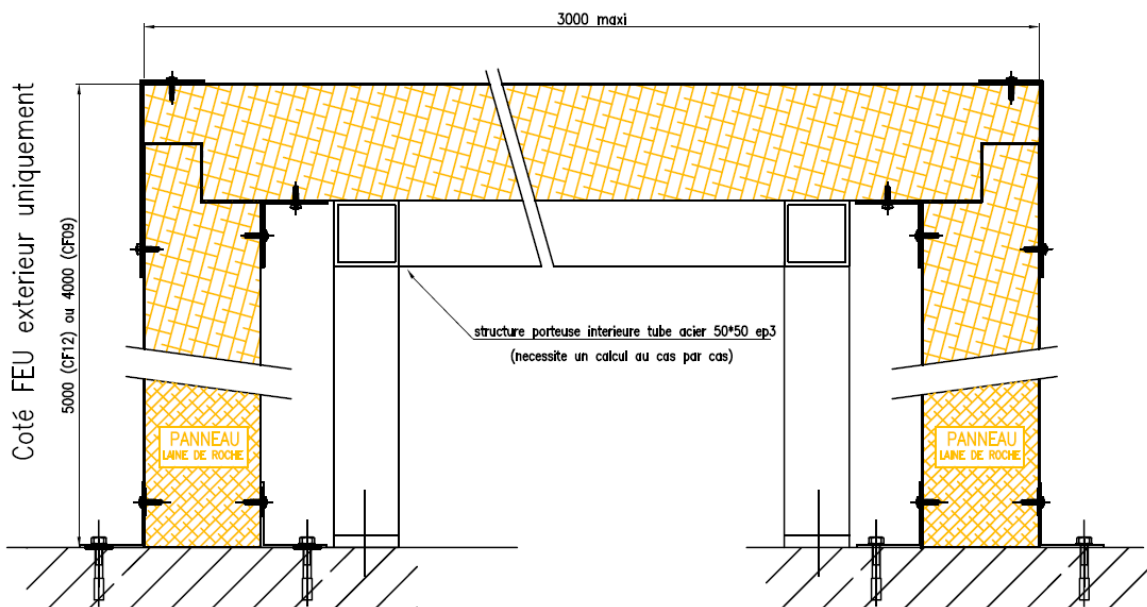 3000 maxi
Coté FEU exterieur uniquement
5000 (CF12) ou 4000 (CF09)
structure porteuse interieure tube acier 50*50 ep3
(necessite un calcul au cas par cas)
PANNEAU
LAINE DE ROCHE
PANNEAU
LAINE DE ROCHE